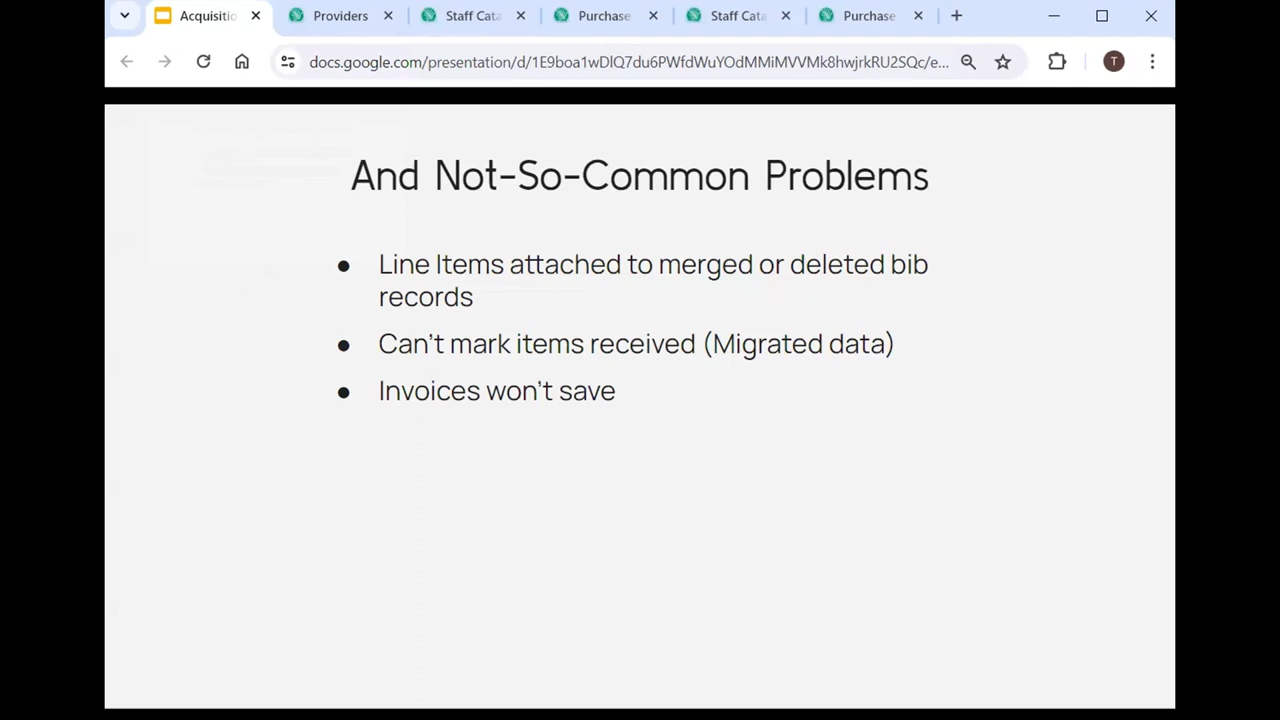 Acquisitio
Providers
Staff Cata
Purchase
Staff Cata
Purchase
docs.google.com/presentation/d/1E9boa1wDlQ7du6PWfdWuYOdMMiMVVMk8hwjrkRU2SQc/e...
T
And Not-So-Common Problems
● Line Items attached to merged or deleted bib
records
● Can't mark items received (Migrated data)
● Invoices won't save